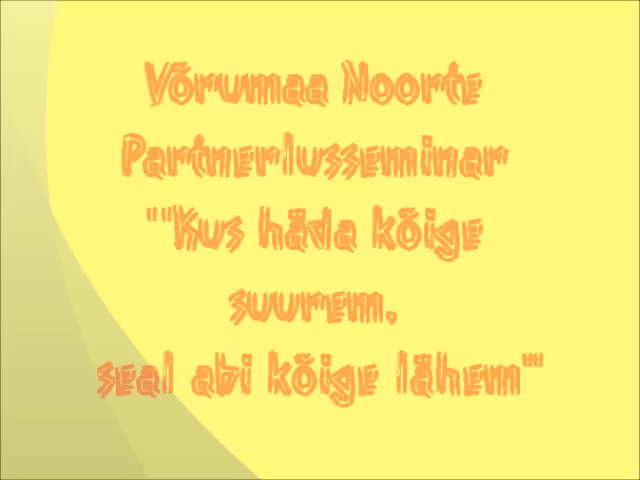 Võrumaa Noorte
Partnerlusseminar
""Kus häda kõige
suurem,
seal abi kõige lähem""